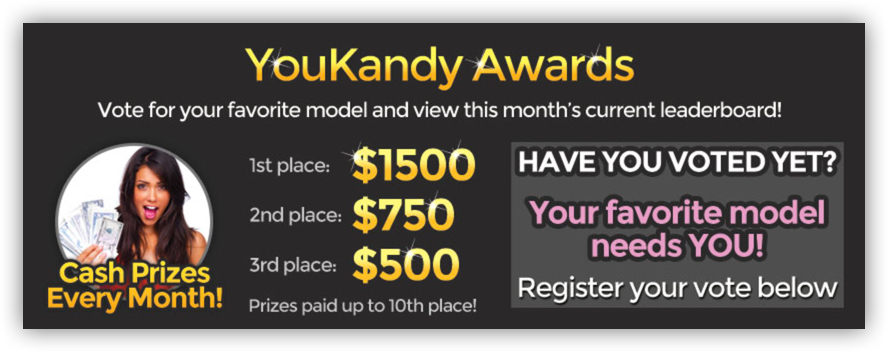 YouKandy Awards
Vote for your favorite model and view this month's current leaderboard!
Cash Prizes
Every Month!
1st place: $1500
2nd place: $750
3rd place: $500
Prizes paid up to 10th place!
HAVE YOU VOTED YET?
Your favorite model
needs YOU!
Register your vote below